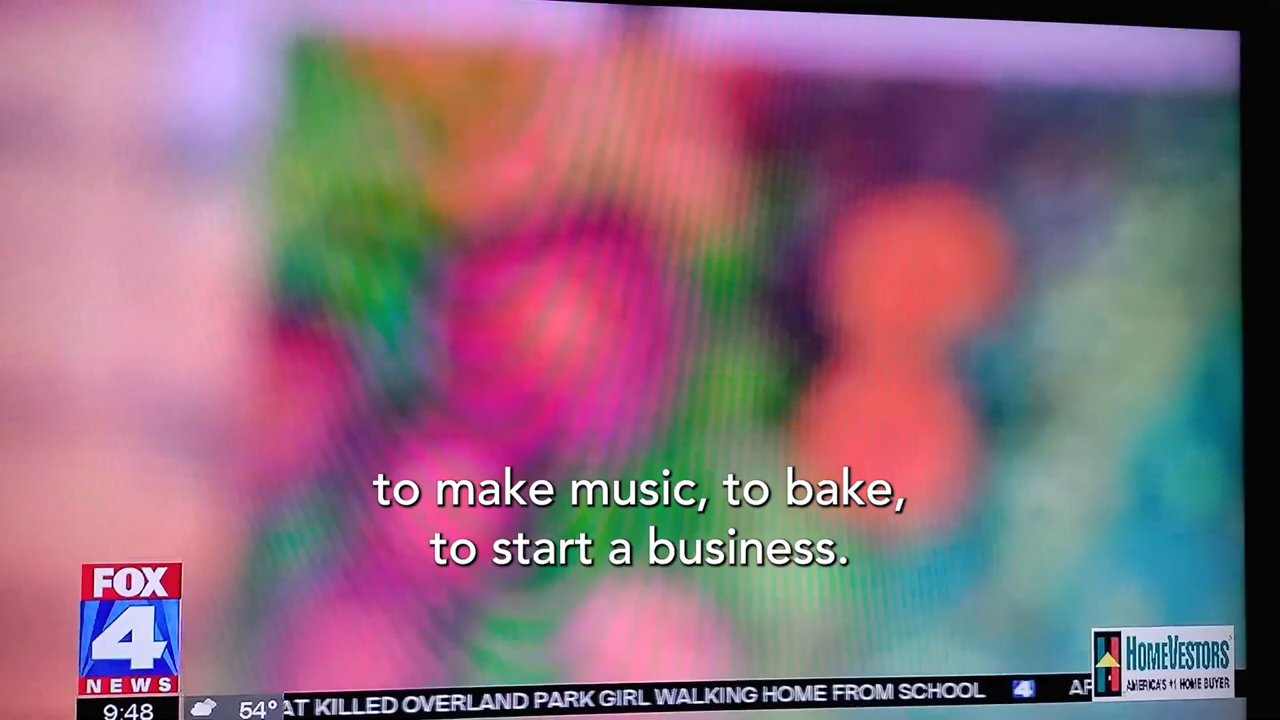 to make music, to bake,
to start a business.
FOX
4
NEWS
9:48
54°
AT KILLED OVERLAND PARK GIRL WALKING HOME FROM SCHOOL
4
AF
HOMEVESTORS
AMERICA'S #1 HOME BUYER